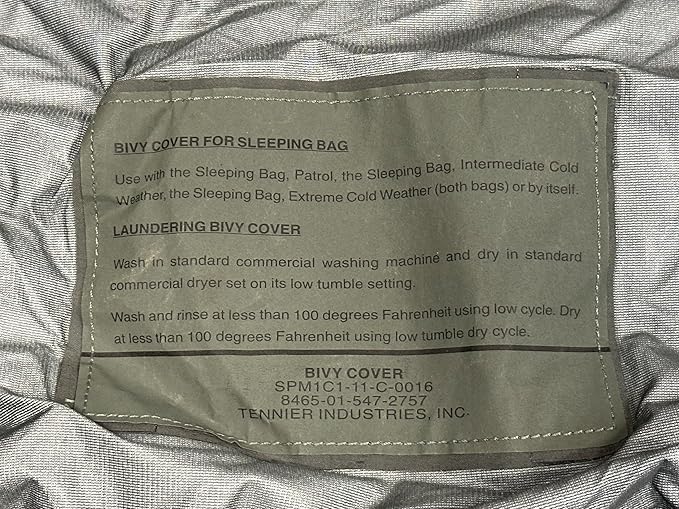 BIVY COVER FOR SLEEPING BAG
Use with the Sleeping Bag, Patrol, the Sleeping Bag, Intermediate Cold
Weather, the Sleeping Bag, Extreme Cold Weather (both bags) or by itself.
LAUNDERING BIVY COVER
Wash in standard commercial washing machine and dry in standard
commercial dryer set on its low tumble setting.
Wash and rinse at less than 100 degrees Fahrenheit using low cycle. Dry
at less than 100 degrees Fahrenheit using low tumble dry cycle.
BIVY COVER
SPM1C1-11-C-0016
8465-01-547-2757
TENNIER INDUSTRIES, INC.